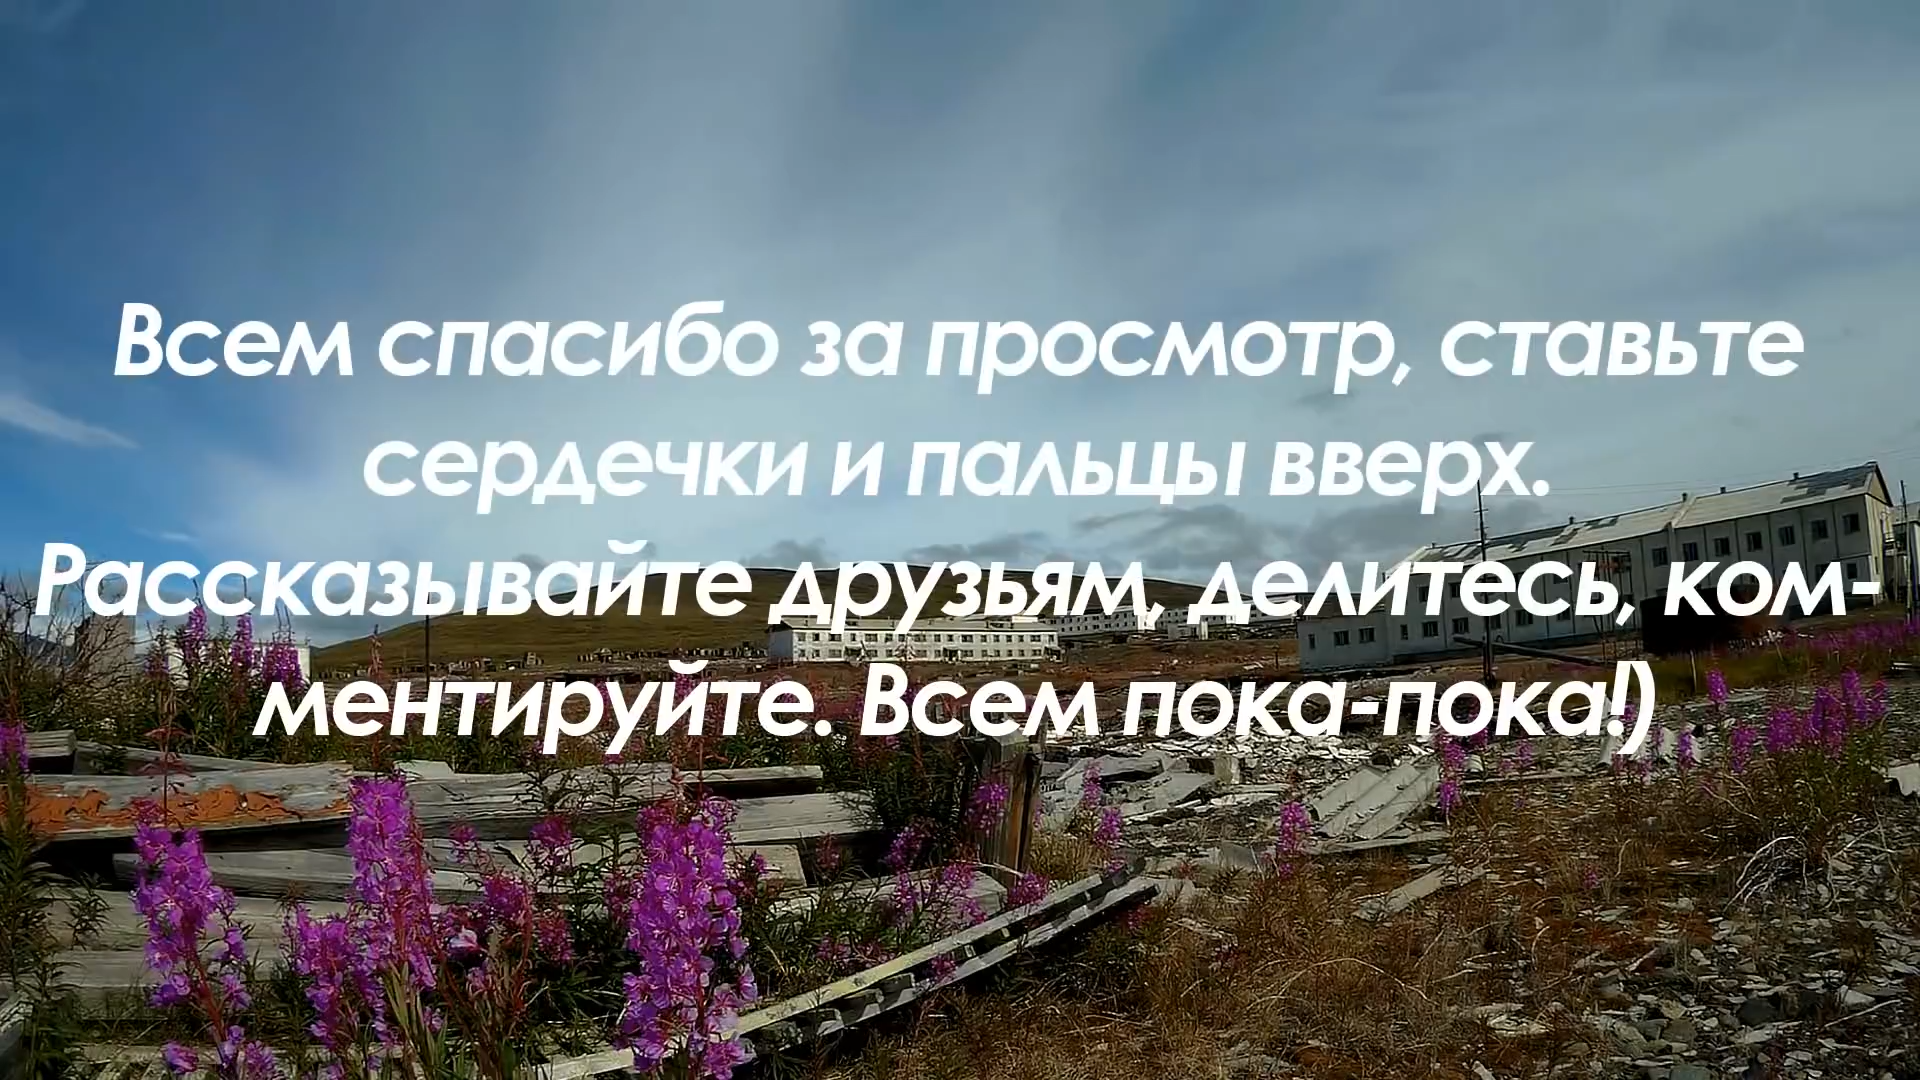 Всем спасибо за просмотр, ставьте
сердечки и пальцы вверх.
Рассказывайте друзьям, делитесь, ком-
ментируйте. Всем пока-пока!)